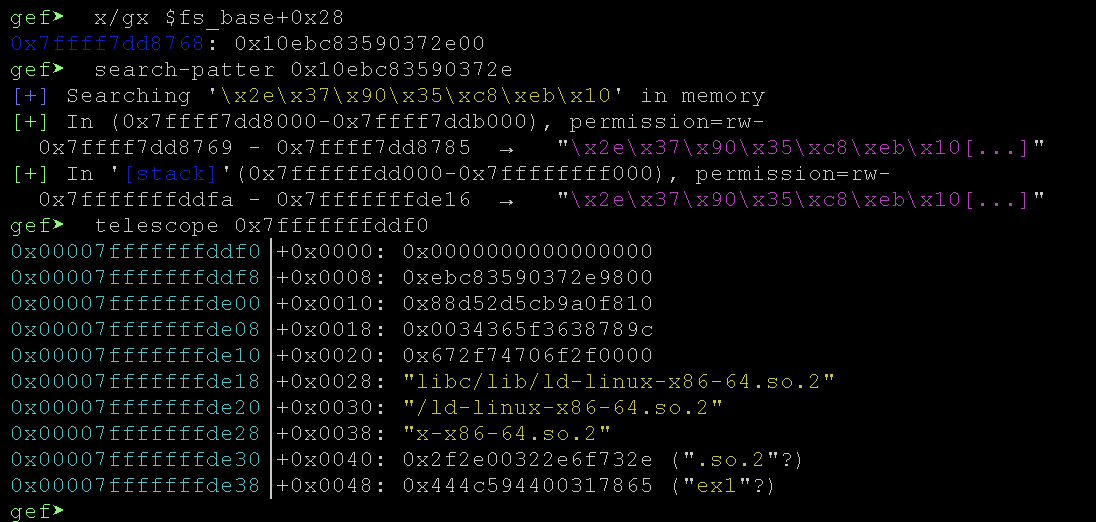 gef➤  x/gx $fs_base+0x28
0x7ffff7dd8768: 0x10ebc83590372e00
gef➤  search-patter 0x10ebc83590372e
[+] Searching '\x2e\x37\x90\x35\xc8\xeb\x10' in memory
[+] In (0x7ffff7dd8000-0x7ffff7ddb000), permission=rw-
  0x7ffff7dd8769 - 0x7ffff7dd8785  →   "\x2e\x37\x90\x35\xc8\xeb\x10[...]"
[+] In '[stack]'(0x7ffffffdd000-0x7ffffffff000), permission=rw-
  0x7fffffffddfa - 0x7fffffffde16  →   "\x2e\x37\x90\x35\xc8\xeb\x10[...]"
gef➤  telescope 0x7fffffffddf0
0x00007fffffffddf0│+0x0000: 0x0000000000000000
0x00007fffffffddf8│+0x0008: 0xebc83590372e9800
0x00007fffffffde00│+0x0010: 0x88d52d5cb9a0f810
0x00007fffffffde08│+0x0018: 0x0034365f3638789c
0x00007fffffffde10│+0x0020: 0x672f74706f2f0000
0x00007fffffffde18│+0x0028: "libc/lib/ld-linux-x86-64.so.2"
0x00007fffffffde20│+0x0030: "/ld-linux-x86-64.so.2"
0x00007fffffffde28│+0x0038: "x-x86-64.so.2"
0x00007fffffffde30│+0x0040: 0x2f2e00322e6f732e (".so.2"?)
0x00007fffffffde38│+0x0048: 0x444c594400317865 ("ex1"?)
gef➤